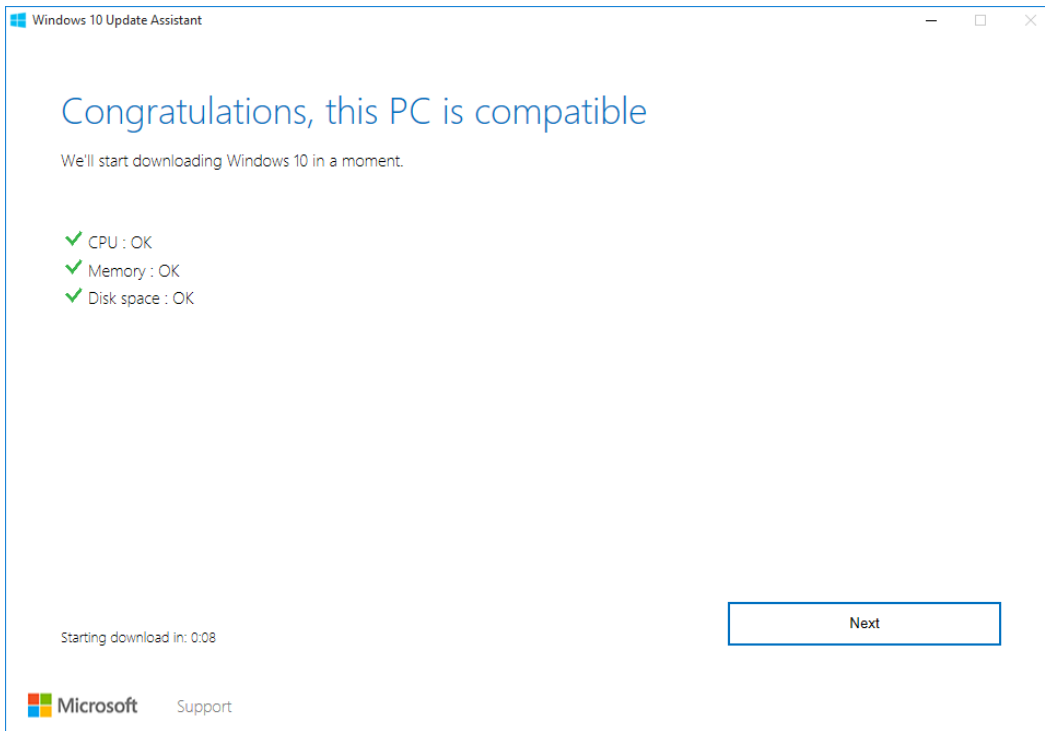 Windows 10 Update Assistant
Congratulations, this PC is compatible
We'll start downloading Windows 10 in a moment.
CPU : OK
Memory : OK
Disk space : OK
Next
Starting download in: 0:08
Microsoft Support